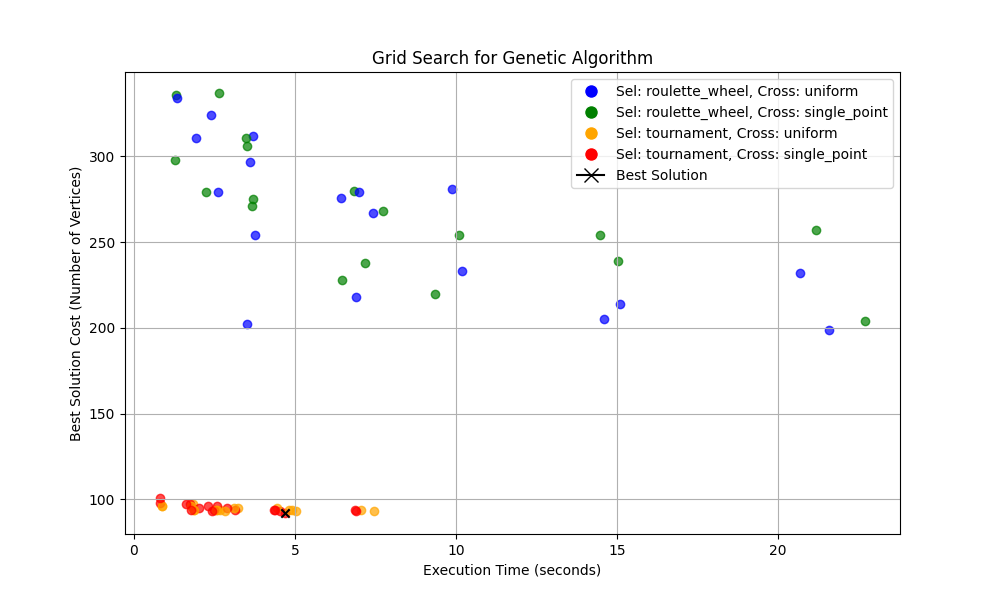 Grid Search for Genetic Algorithm
Sel: roulette_wheel, Cross: uniform
Sel: roulette_wheel, Cross: single_point
Sel: tournament, Cross: uniform
Sel: tournament, Cross: single_point
Best Solution
Best Solution Cost (Number of Vertices)
300
250
200
150
100
0 5 10 15 20
Execution Time (seconds)